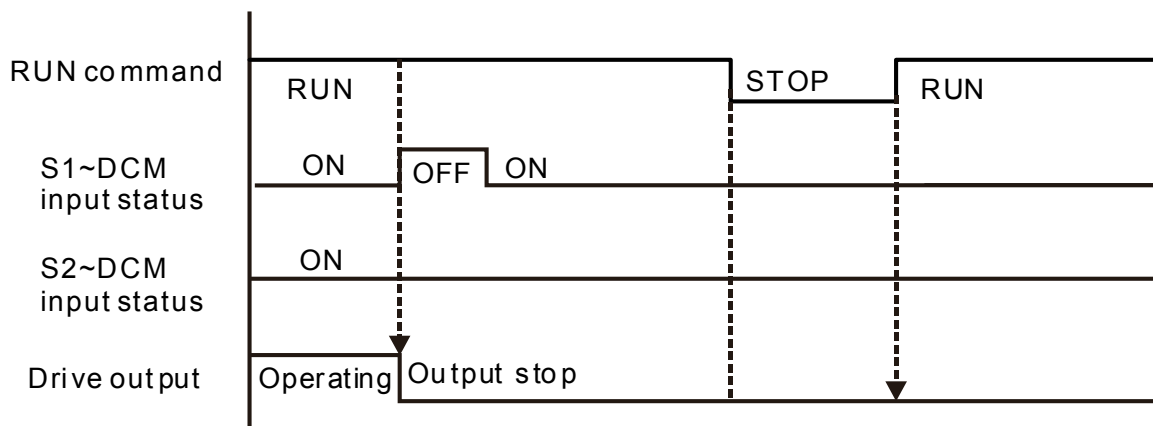 RUN command
RUN
STOP
RUN
S1~DCM
input status
ON
OFF
ON
S2~DCM
input status
ON
Drive output
Operating
Output stop